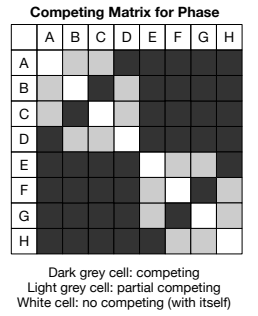 Competing Matrix for Phase
A B C D E F G H
A
B
C
D
E
F
G
H
Dark grey cell: competing
Light grey cell: partial competing
White cell: no competing (with itself)